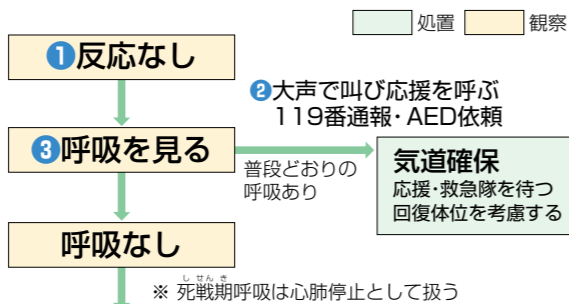 処置 観察
❶反応なし
❷大声で叫び応援を呼ぶ
119番通報・AED依頼
❸呼吸を見る
普段どおりの
呼吸あり
気道確保
応援・救急隊を待つ
回復体位を考慮する
呼吸なし
しせんき
※ 死戦期呼吸は心肺停止として扱う